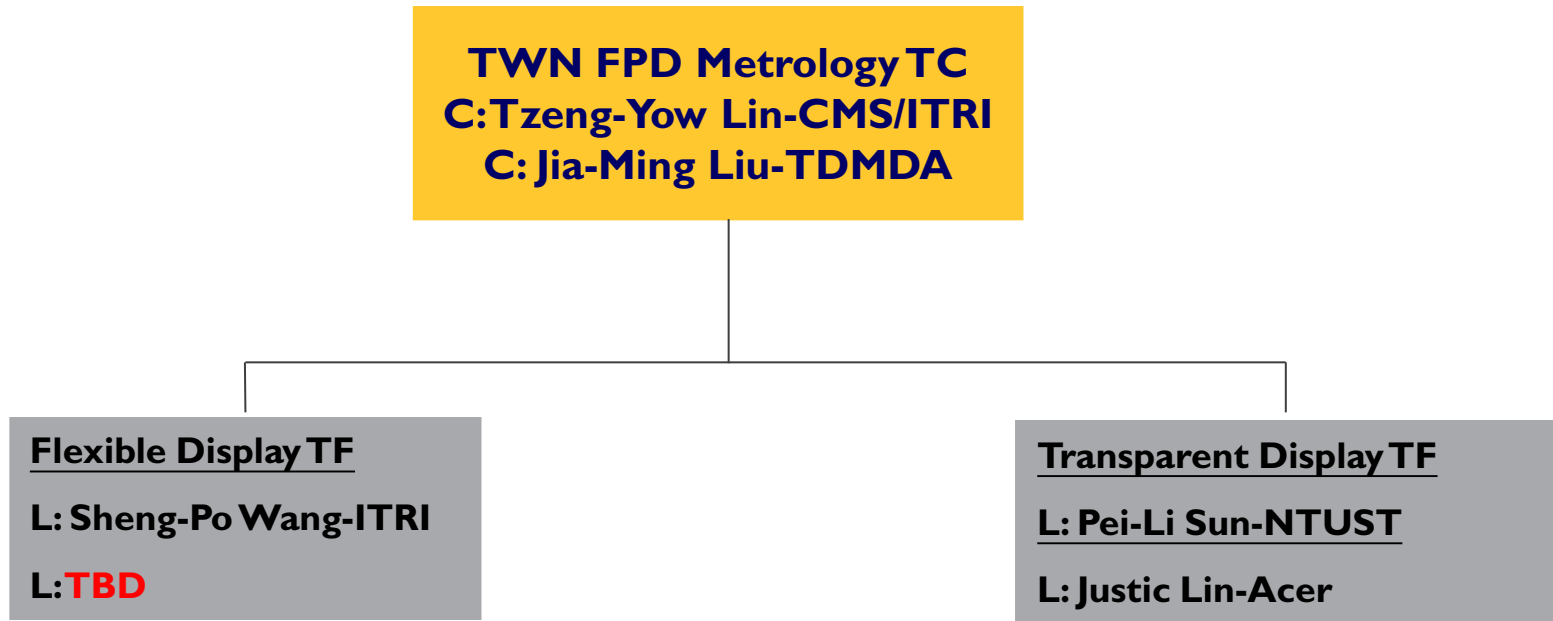 TWN FPD Metrology TC
C: Tzeng-Yow Lin-CMS/ITRI
C: Jia-Ming Liu-TDMDA
Flexible Display TF
L: Sheng-Po Wang-ITRI
L: TBD
Transparent Display TF
L: Pei-Li Sun-NTUST
L: Justic Lin-Acer